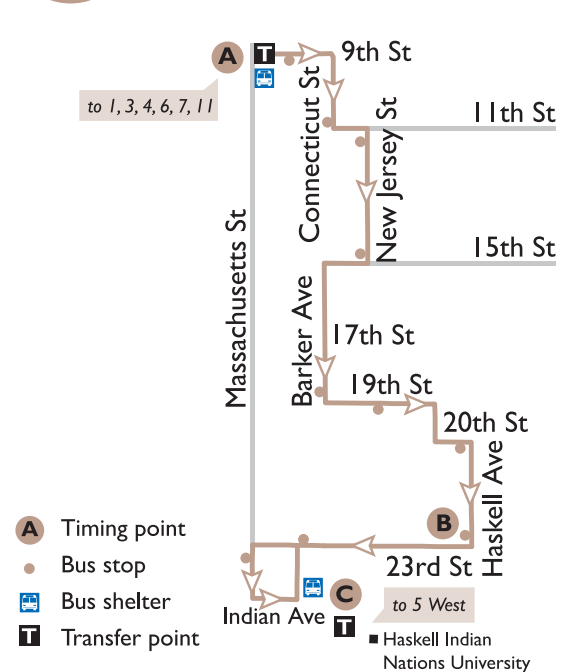 A
T
9th St
to 1, 3, 4, 6, 7, 11
Connecticut St
New Jersey St
11th St
Massachusetts St
15th St
Barker Ave
17th St
19th St
20th St
Haskell Ave
B
23rd St
Indian Ave
C
T
to 5 West
Haskell Indian
Nations University
A Timing point
Bus stop
Bus shelter
T Transfer point